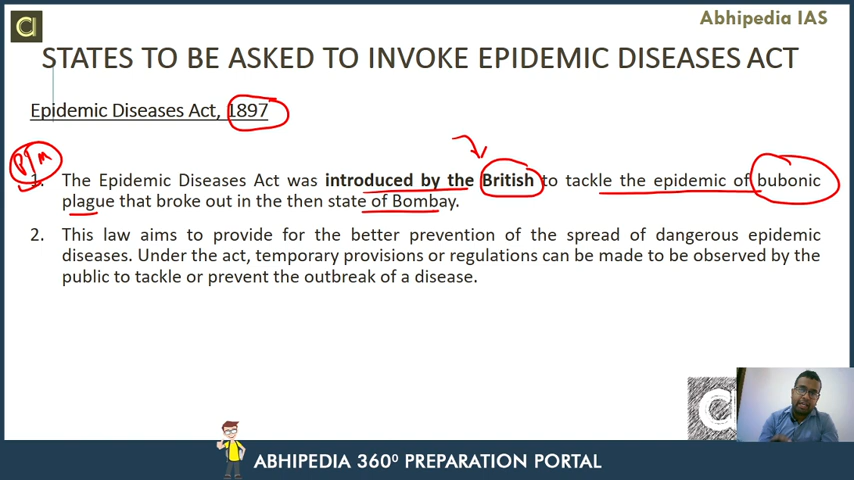 Abhipedia IAS
STATES TO BE ASKED TO INVOKE EPIDEMIC DISEASES ACT
Epidemic Diseases Act, 1897
1. The Epidemic Diseases Act was introduced by the British to tackle the epidemic of bubonic
plague that broke out in the then state of Bombay.
2. This law aims to provide for the better prevention of the spread of dangerous epidemic
diseases. Under the act, temporary provisions or regulations can be made to be observed by the
public to tackle or prevent the outbreak of a disease.
ABHIPEDIA 360⁰ PREPARATION PORTAL